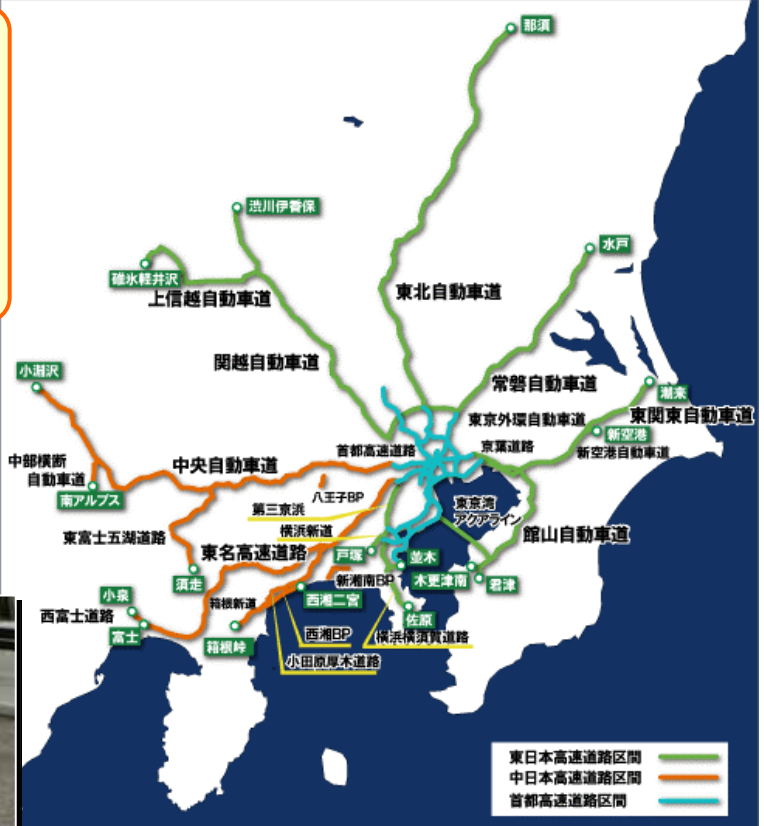 那須
渋川伊香保
水戸
碓氷軽井沢
上信越自動車道
東北自動車道
関越自動車道
小淵沢
常磐自動車道
潮来
東京外環自動車道
東関東自動車道
新空港
首都高速道路
京葉道路
新空港自動車道
中部横断
自動車道
中央自動車道
南アルプス
八王子BP
第三京浜
東京湾
アクアライン
横浜新道
館山自動車道
東富士五湖道路
東名高速道路
戸塚
並木
須走
新湘南BP
木更津南
君津
小泉
西湘二宮
箱根新道
西富士道路
佐原
富士
西湘BP
横浜横須賀道路
箱根峠
小田原厚木道路
東日本高速道路区間
中日本高速道路区間
首都高速道路区間